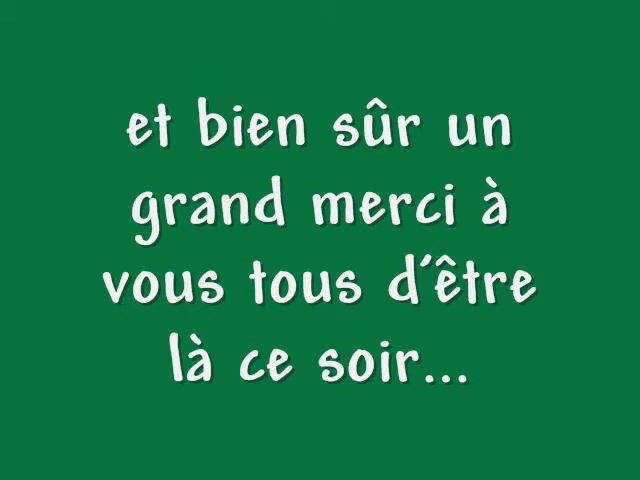 et bien sûr un
grand merci à
vous tous d'être
là ce soir...